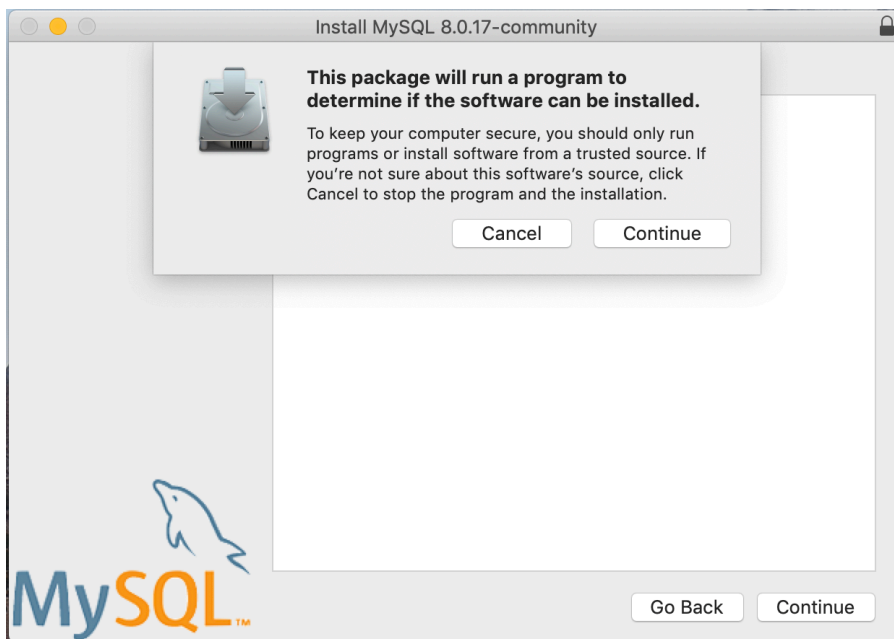 Install MySQL 8.0.17-community
This package will run a program to
determine if the software can be installed.
To keep your computer secure, you should only run
programs or install software from a trusted source. If
you're not sure about this software's source, click
Cancel to stop the program and the installation.
Cancel
Continue
MySQL™
Go Back
Continue